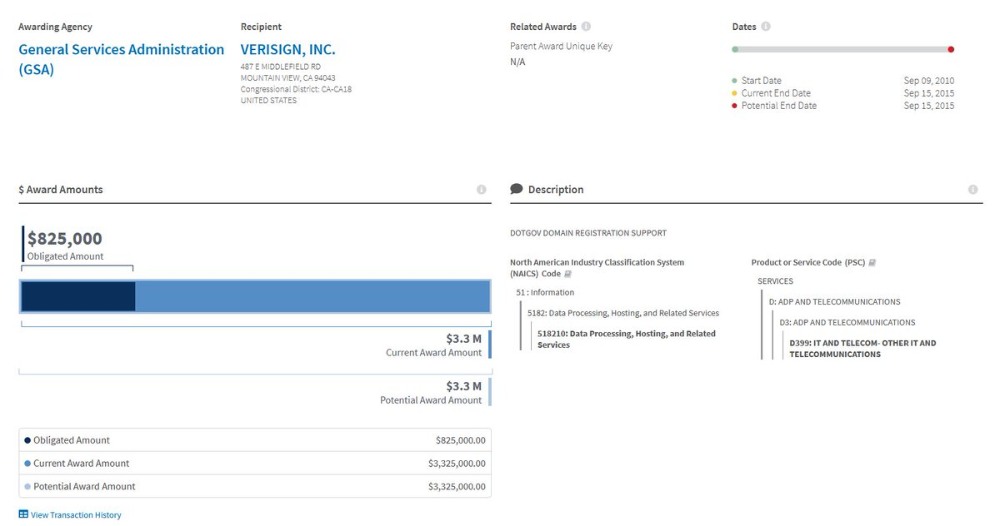 Awarding Agency
General Services Administration
(GSA)
Recipient
VERISIGN, INC.
487 E MIDDLEFIELD RD
MOUNTAIN VIEW, CA 94043
Congressional District: CA-CA18
UNITED STATES
Related Awards
Parent Award Unique Key
N/A
Dates
Start Date Sep 09, 2010
Current End Date Sep 15, 2015
Potential End Date Sep 15, 2015
$ Award Amounts
$825,000
Obligated Amount
$3.3 M
Current Award Amount
$3.3 M
Potential Award Amount
Obligated Amount $825,000.00
Current Award Amount $3,325,000.00
Potential Award Amount $3,325,000.00
View Transaction History
Description
DOTGOV DOMAIN REGISTRATION SUPPORT
North American Industry Classification System
(NAICS) Code
51 : Information
5182: Data Processing, Hosting, and Related Services
518210: Data Processing, Hosting, and Related
Services
Product or Service Code (PSC)
SERVICES
D: ADP AND TELECOMMUNICATIONS
D3: ADP AND TELECOMMUNICATIONS
D399: IT AND TELECOM- OTHER IT AND
TELECOMMUNICATIONS